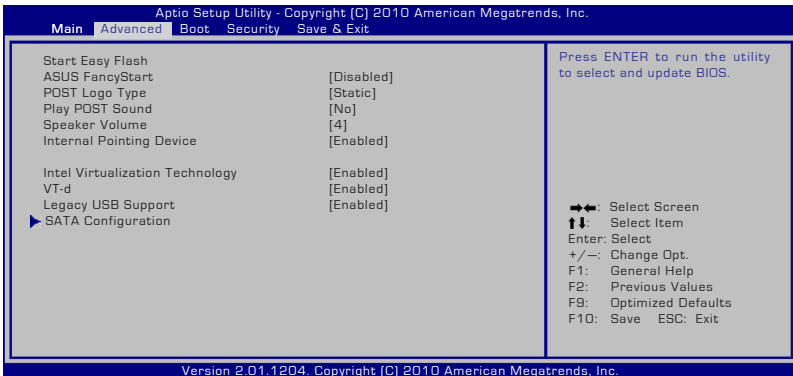 Aptio Setup Utility - Copyright (C) 2010 American Megatrends, Inc.
Main Advanced Boot Security Save & Exit
Start Easy Flash
ASUS FancyStart [Disabled]
POST Logo Type [Static]
Play POST Sound [No]
Speaker Volume [4]
Internal Pointing Device [Enabled]
Intel Virtualization Technology [Enabled]
VT-d [Enabled]
Legacy USB Support [Enabled]
SATA Configuration
Press ENTER to run the utility
to select and update BIOS.
→←: Select Screen
↑↓: Select Item
Enter: Select
+/—: Change Opt.
F1: General Help
F2: Previous Values
F9: Optimized Defaults
F10: Save ESC: Exit
Version 2.01.1204. Copyright (C) 2010 American Megatrends, Inc.